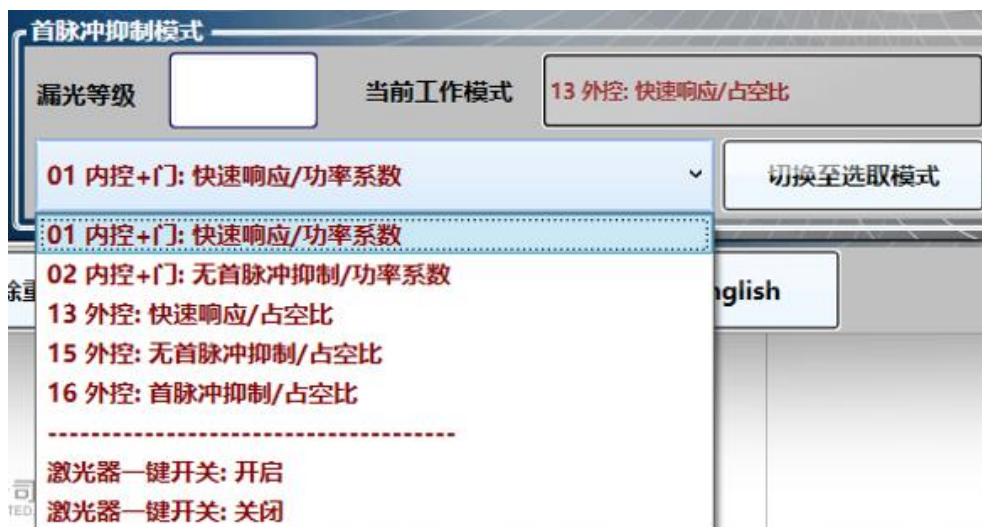 首脉冲抑制模式
漏光等级
当前工作模式
13 外控: 快速响应/占空比
01 内控+门: 快速响应/功率系数
切换至选取模式
01 内控+门: 快速响应/功率系数
02 内控+门: 无首脉冲抑制/功率系数
13 外控: 快速响应/占空比
15 外控: 无首脉冲抑制/占空比
16 外控: 首脉冲抑制/占空比
--------------------------------------
激光器一键开关: 开启
激光器一键开关: 关闭
glish
司
TED.